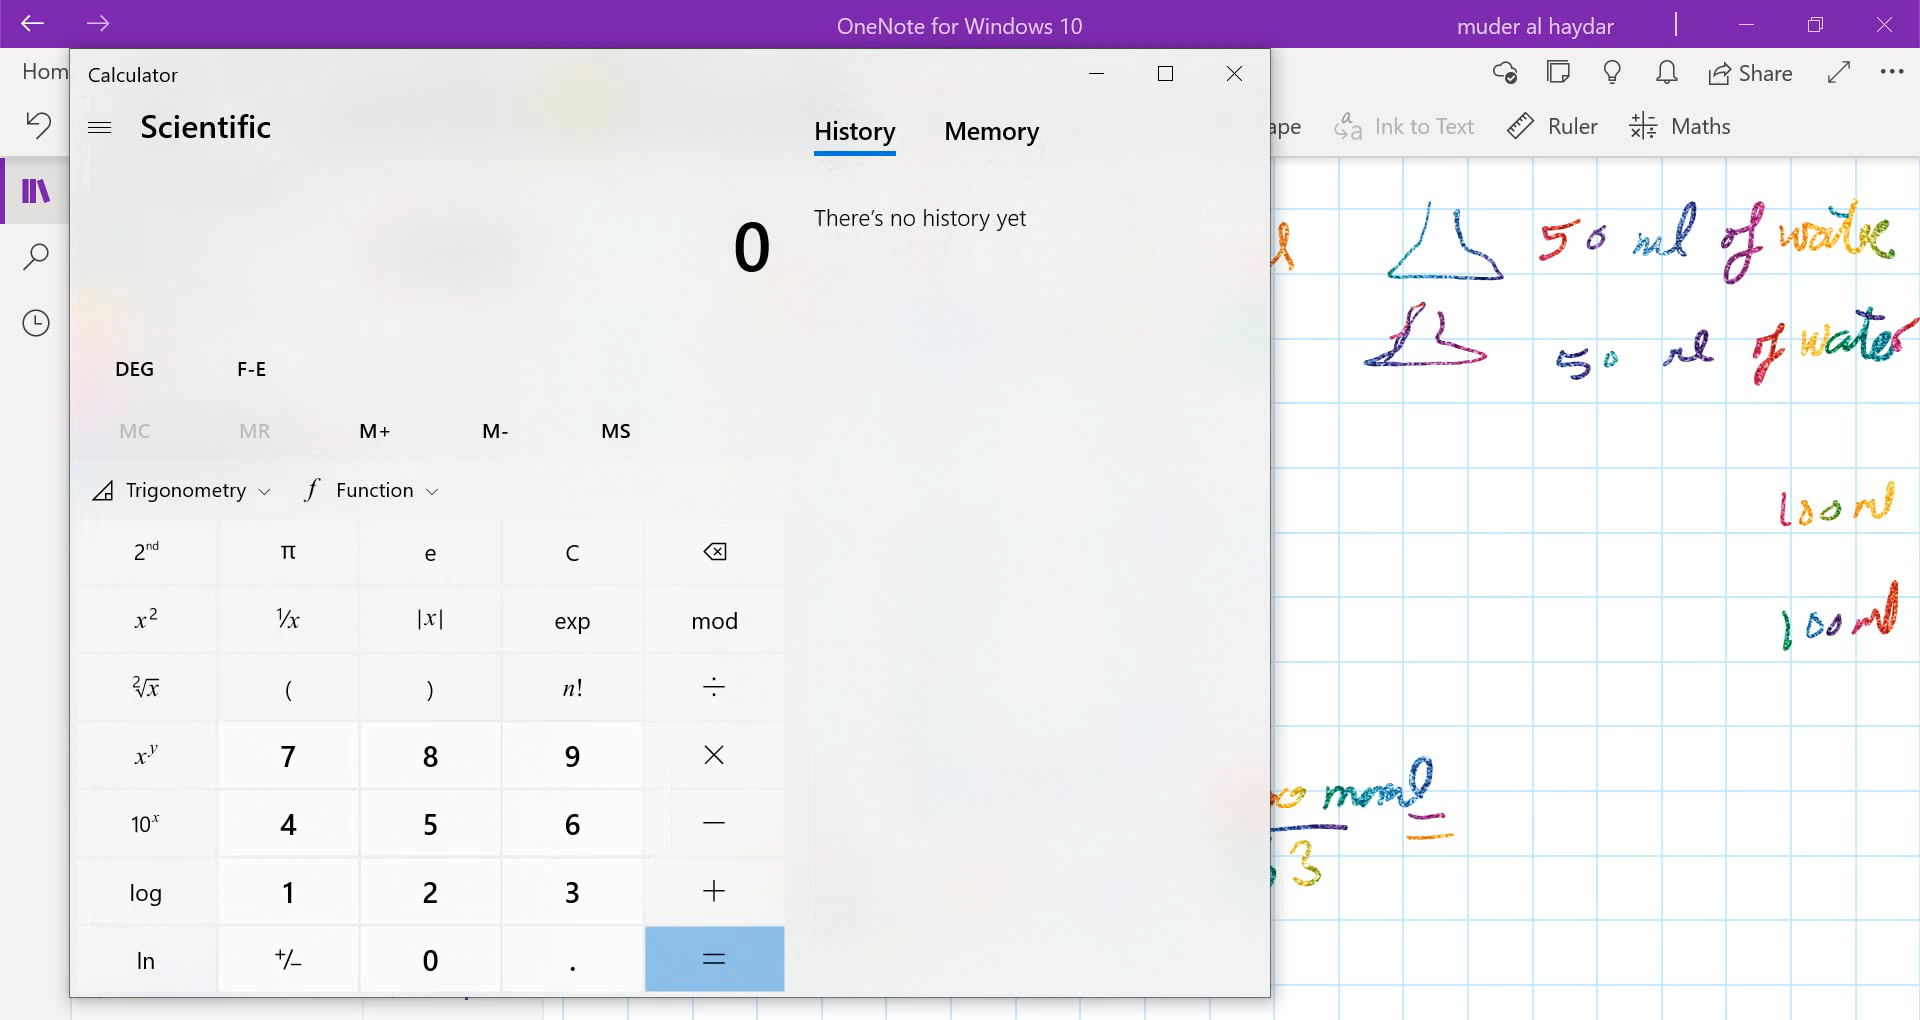 OneNote for Windows 10 muder al haydar
Hom
Share
ape Ink to Text Ruler Maths
Calculator
Scientific
History Memory
There's no history yet
0
DEG F-E
MC MR M+ M- MS
Trigonometry Function
2nd π e C
x² ¹/x |x| exp mod
²√x ( ) n! ÷
xʸ 7 8 9 ×
10ˣ 4 5 6 −
log 1 2 3 +
ln +/− 0 . =
50 ml of wate
50 ml of water
100 ml
100 ml
3